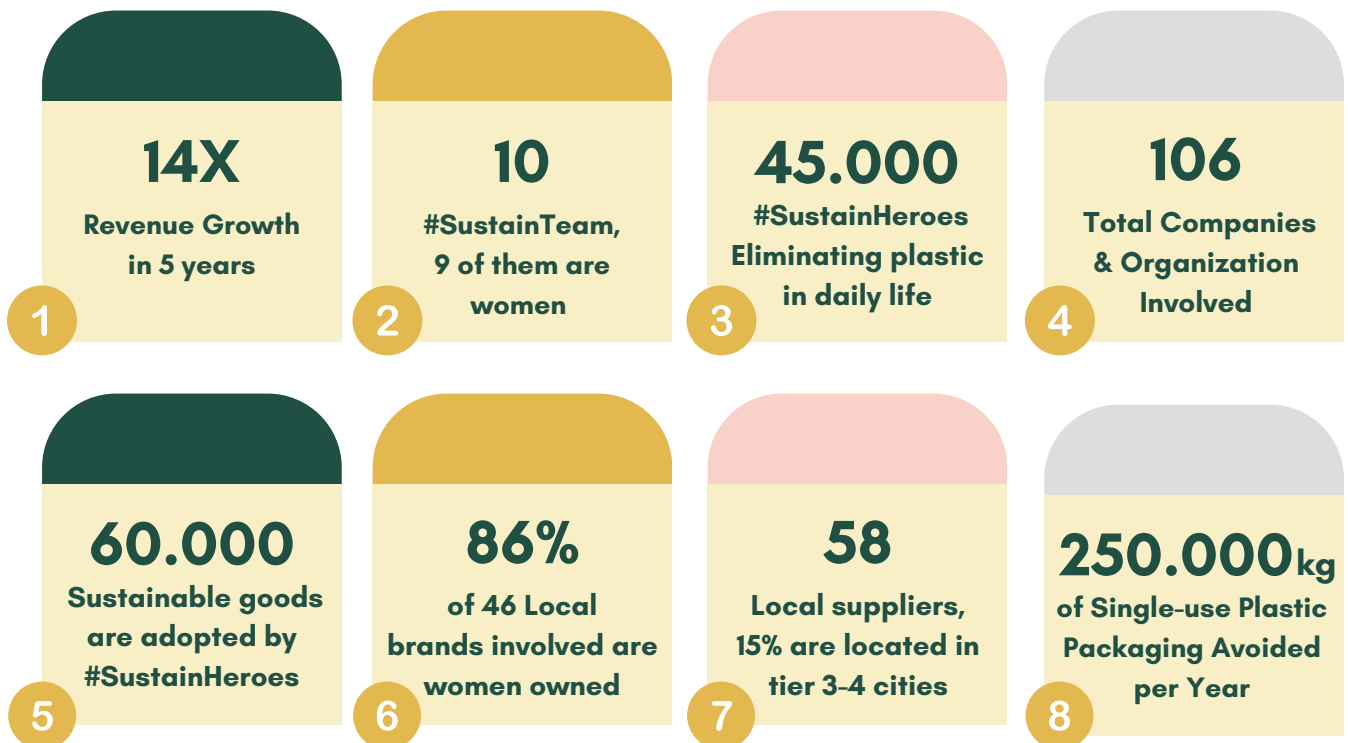 14X
Revenue Growth
in 5 years
1
10
#SustainTeam,
9 of them are
women
2
45.000
#SustainHeroes
Eliminating plastic
in daily life
3
106
Total Companies
& Organization
Involved
4
60.000
Sustainable goods
are adopted by
#SustainHeroes
5
86%
of 46 Local
brands involved are
women owned
6
58
Local suppliers,
15% are located in
tier 3-4 cities
7
250.000kg
of Single-use Plastic
Packaging Avoided
per Year
8